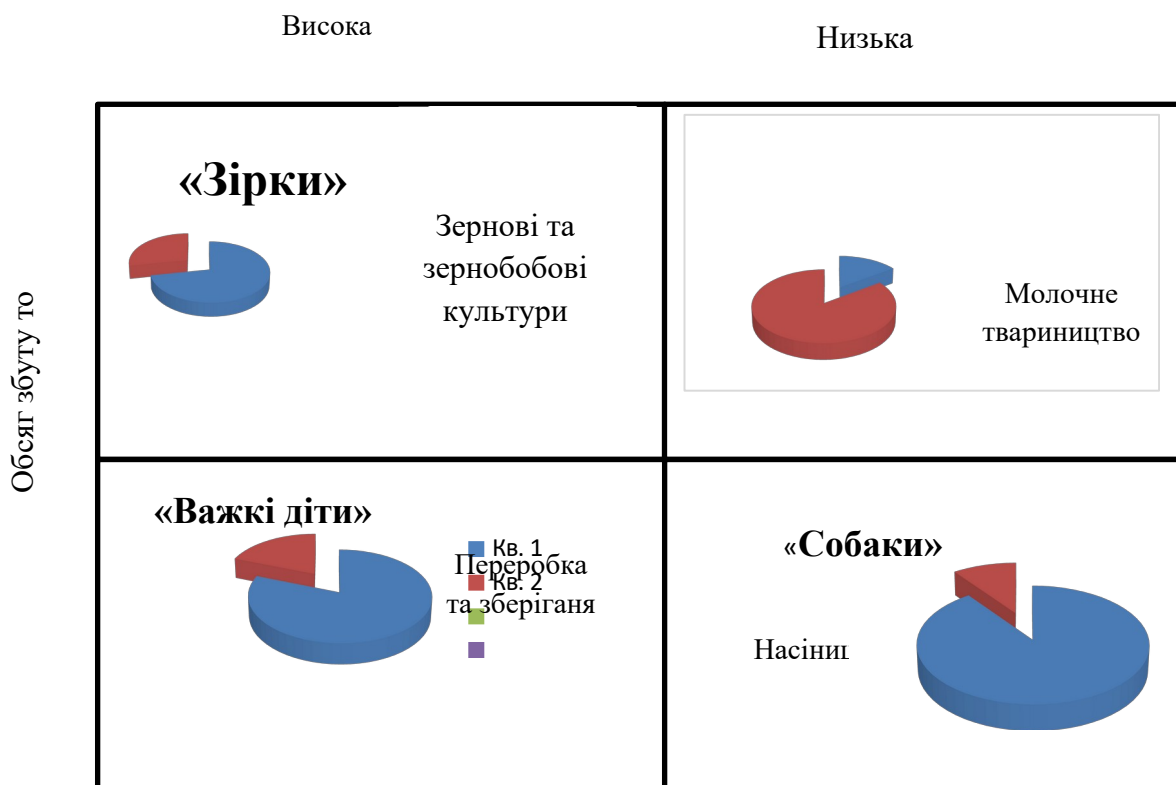 Висока
Низька
Обсяг збуту то
«Зірки»
Зернові та
зернобобові
культури
Молочне
твариництво
«Важкі діти»
Кв. 1
Переробка
Кв. 2
та зберіганя
«Собаки»